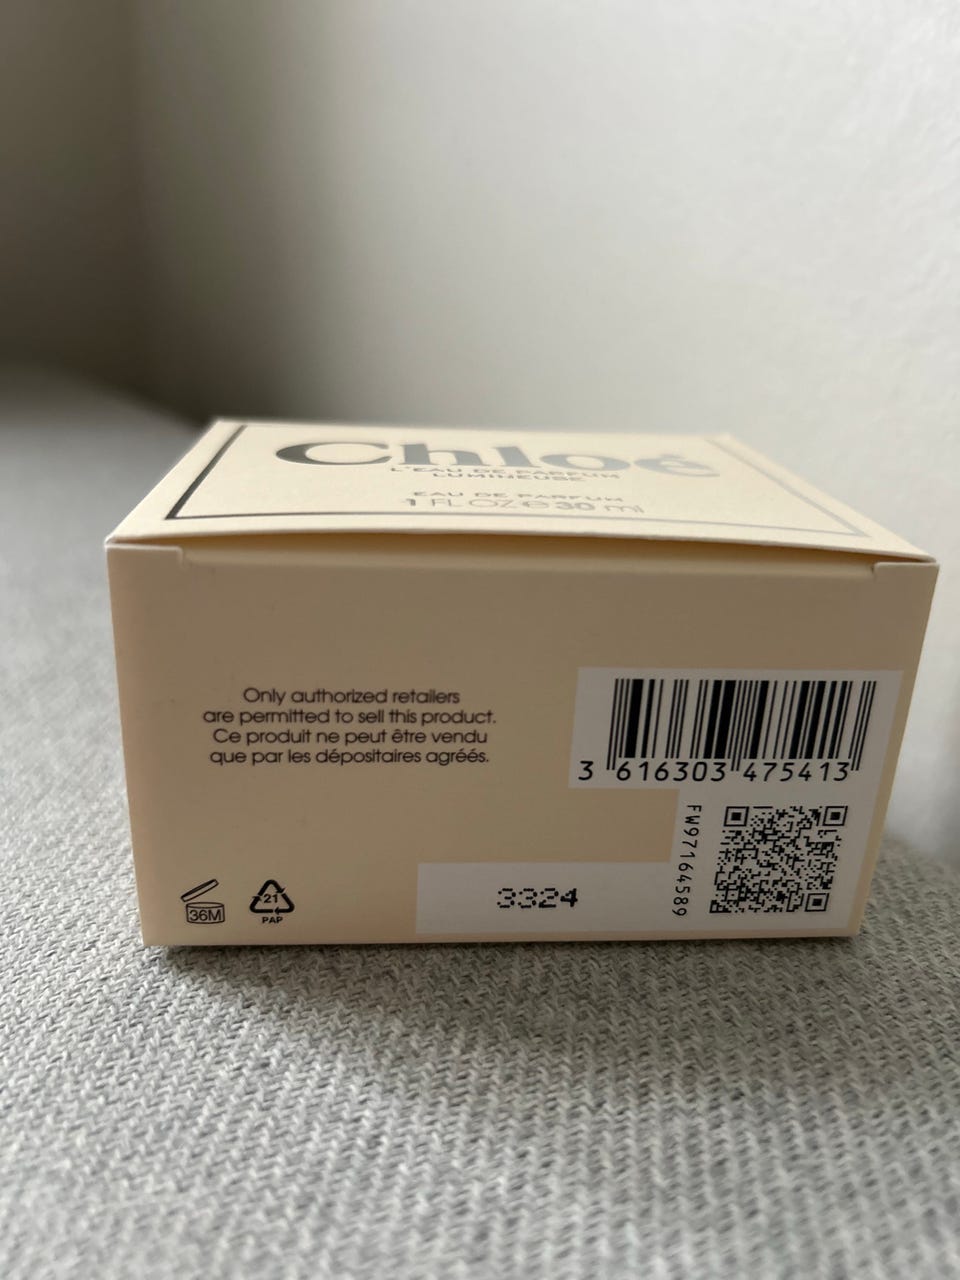 Chloé
L'EAU DE PARFUM
LUMINEUSE
EAU DE PARFUM
1 FL OZ e 30 ml
Only authorized retailers
are permitted to sell this product.
Ce produit ne peut être vendu
que par les dépositaires agréés.
3 616303 475413
FW97164589
3324
36M
21
PAP